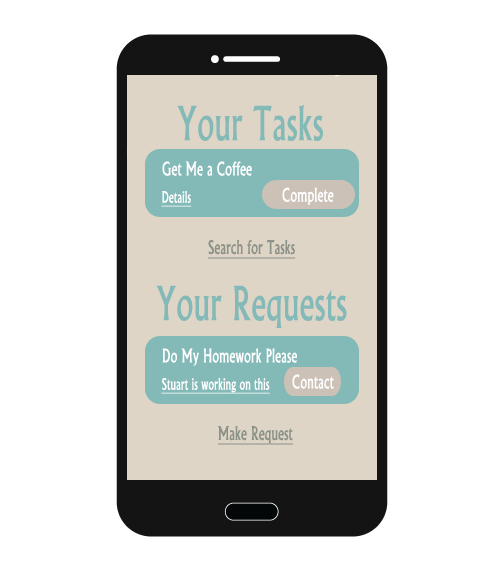 Your Tasks
Get Me a Coffee
Details
Complete
Search for Tasks
Your Requests
Do My Homework Please
Stuart is working on this
Contact
Make Request